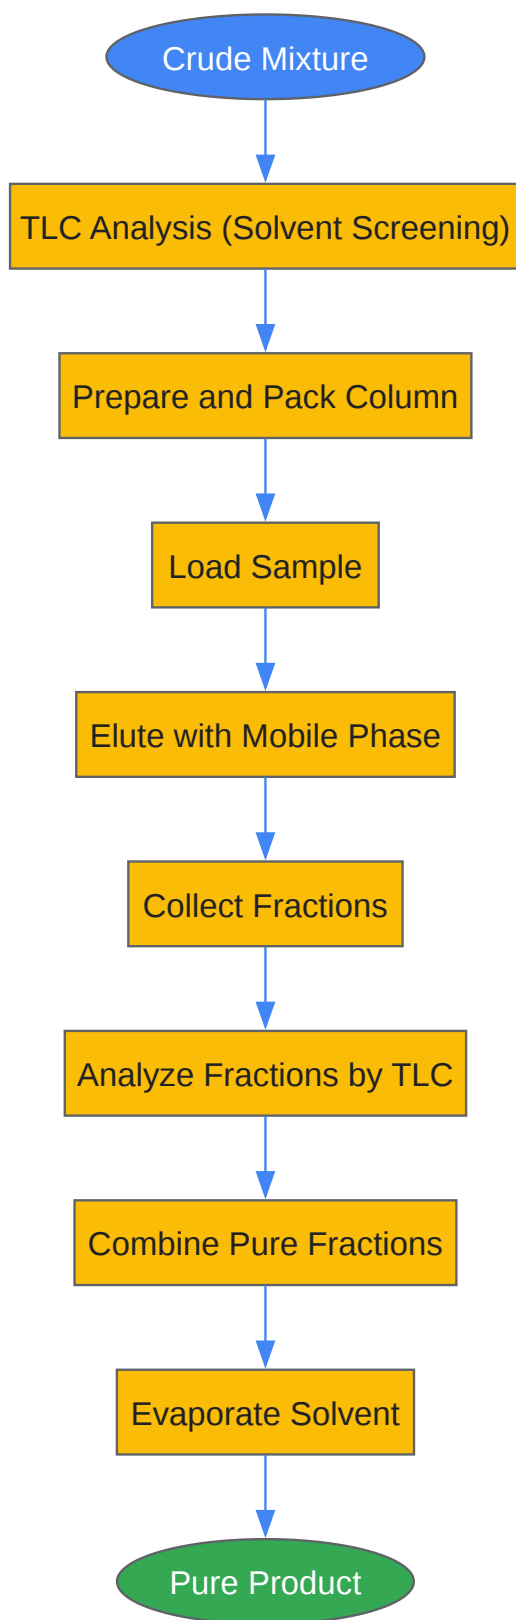 Crude Mixture
TLC Analysis (Solvent Screening)
Prepare and Pack Column
Load Sample
Elute with Mobile Phase
Collect Fractions
Analyze Fractions by TLC
Combine Pure Fractions
Evaporate Solvent
Pure Product